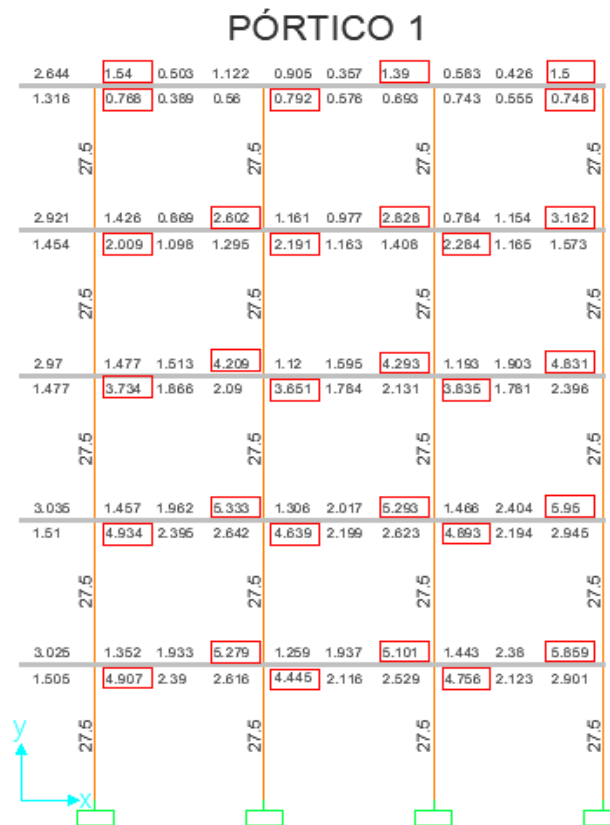 PÓRTICO 1
2.644 1.54 0.503 1.122 0.905 0.357 1.39 0.583 0.426 1.5
1.316 0.768 0.389 0.56 0.792 0.576 0.693 0.743 0.555 0.748
27.5 27.5 27.5 27.5
2.921 1.426 0.869 2.602 1.161 0.977 2.828 0.784 1.154 3.162
1.454 2.009 1.098 1.295 2.191 1.163 1.408 2.284 1.165 1.573
27.5 27.5 27.5 27.5
2.97 1.477 1.513 4.209 1.12 1.595 4.293 1.193 1.903 4.831
1.477 3.734 1.866 2.09 3.651 1.784 2.131 3.835 1.781 2.396
27.5 27.5 27.5 27.5
3.035 1.457 1.962 5.333 1.306 2.017 5.293 1.466 2.404 5.95
1.51 4.934 2.395 2.642 4.639 2.199 2.623 4.893 2.194 2.945
27.5 27.5 27.5 27.5
3.025 1.352 1.933 5.279 1.259 1.937 5.101 1.443 2.38 5.859
1.505 4.907 2.39 2.616 4.445 2.116 2.529 4.756 2.123 2.901
y
27.5 27.5 27.5 27.5
x